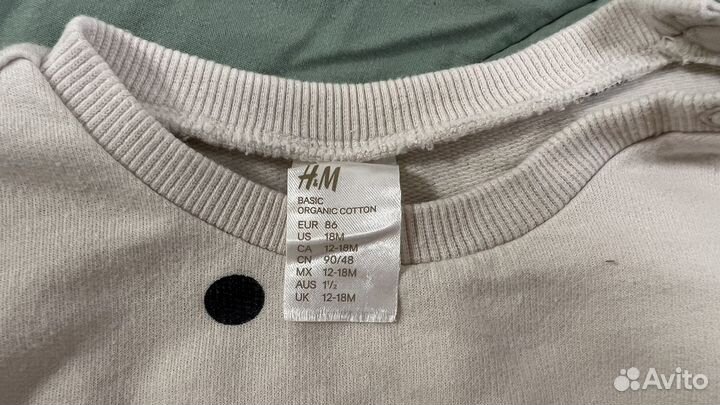 H&M
BASIC
ORGANIC COTTON
EUR 86
US 18M
CA 12-18M
CN 90/48
MX 12-18M
AUS 1½
UK 12-18M
Avito